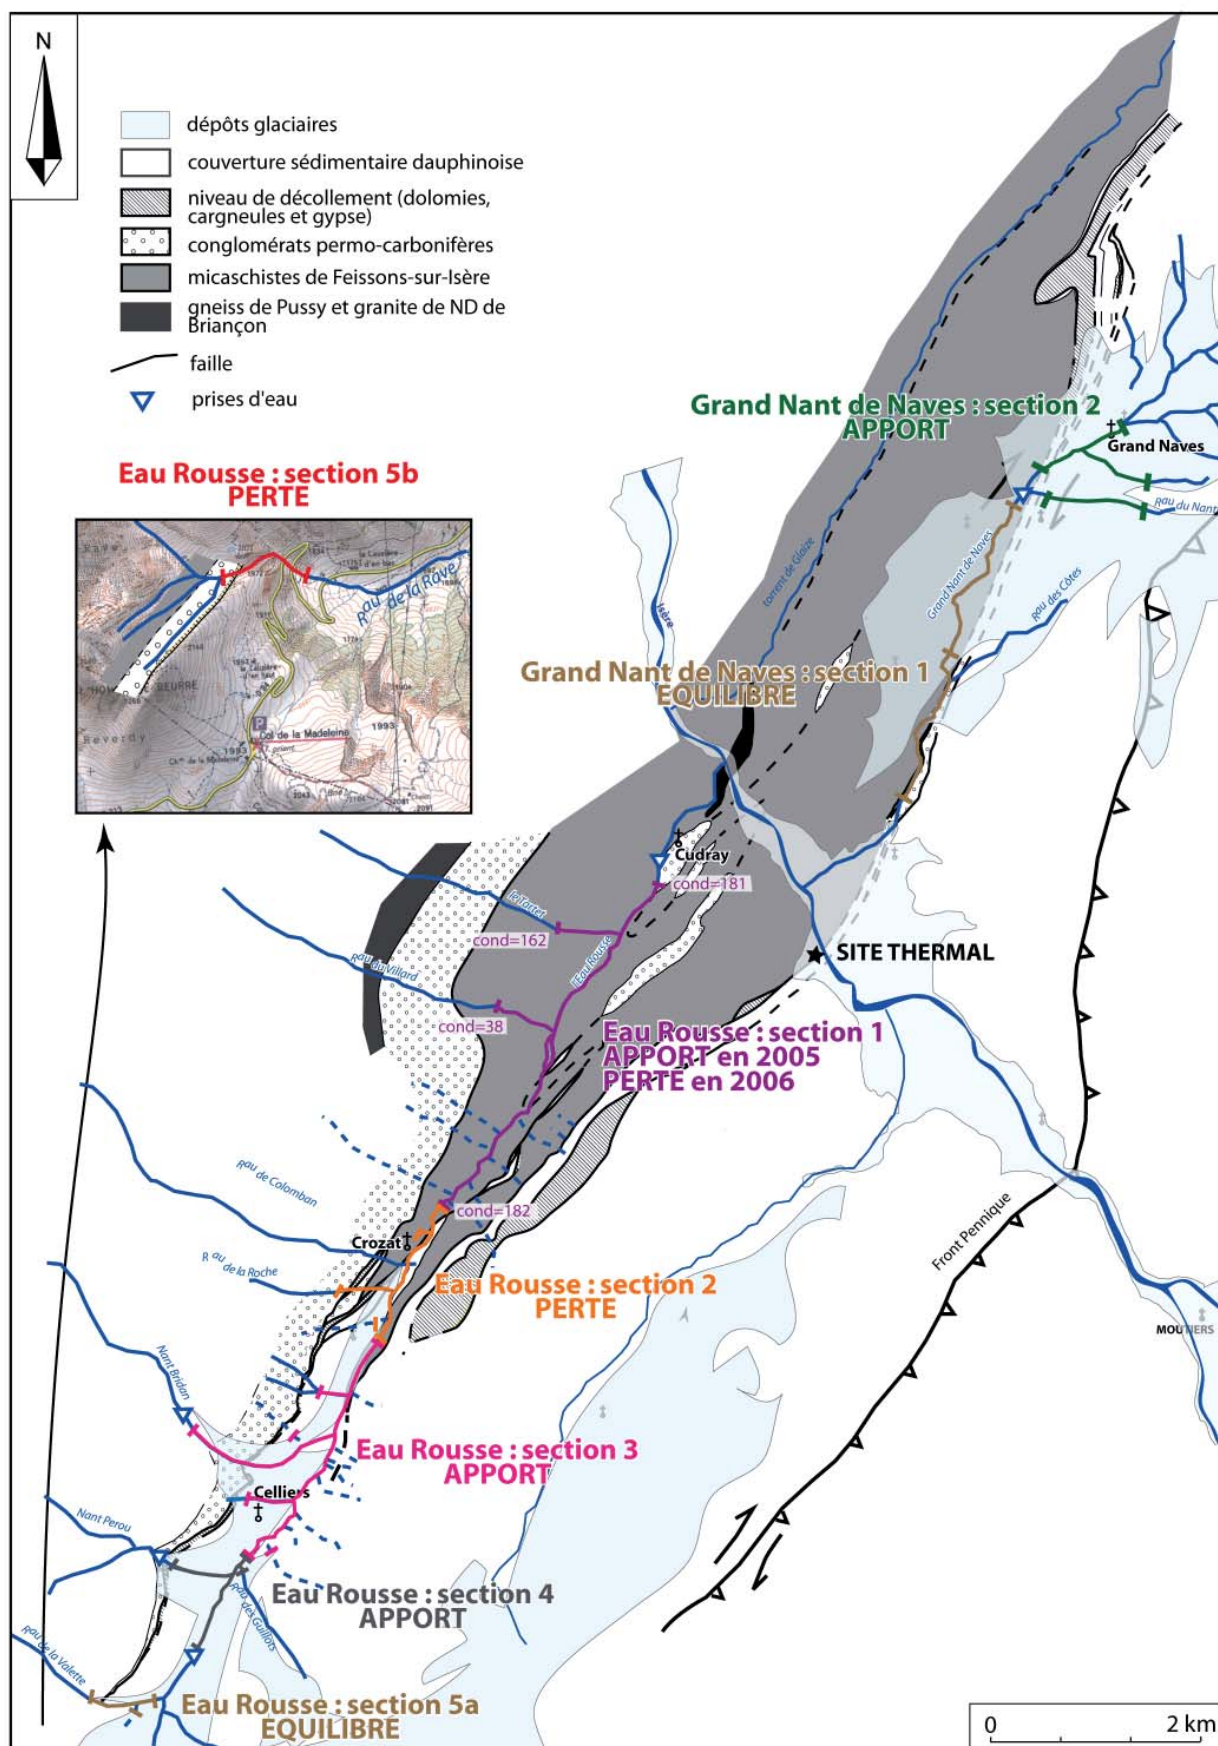 N
dépôts glaciaires
couverture sédimentaire dauphinoise
niveau de décollement (dolomies,
cargneules et gypse)
conglomérats permo-carbonifères
micaschistes de Feissons-sur-Isère
gneiss de Pussy et granite de ND de
Briançon
faille
prises d'eau
Grand Nant de Naves : section 2
APPORT
Grand Naves
Rau du Nant
Eau Rousse : section 5b
PERTE
Rau de la Rave
Col de la Madeleine
1993
1993
torrent de Glaize
Isère
Grand Nant de Naves
Rau des Côtes
Grand Nant de Naves : section 1
EQUILIBRE
Cudray
cond=181
le Tartet
cond=162
l'Eau Rousse
SITE THERMAL
Rau du Villard
cond=38
Eau Rousse : section 1
APPORT en 2005
PERTE en 2006
Rau de Colomban
cond=182
Front Pennique
Crozat
Rau de la Roche
Eau Rousse : section 2
PERTE
MOUTIERS
Nant Bridan
Eau Rousse : section 3
APPORT
Celliers
Nant Perou
Eau Rousse : section 4
APPORT
Rau des Guillots
Rau de la Valette
Eau Rousse : section 5a
EQUILIBRE
0 2 km